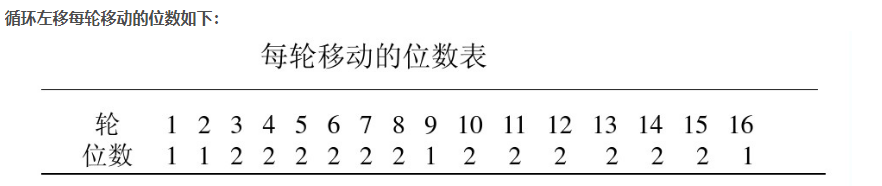 循环左移每轮移动的位数如下：
每轮移动的位数表
轮 1 2 3 4 5 6 7 8 9 10 11 12 13 14 15 16
位数 1 1 2 2 2 2 2 2 1 2 2 2 2 2 2 1